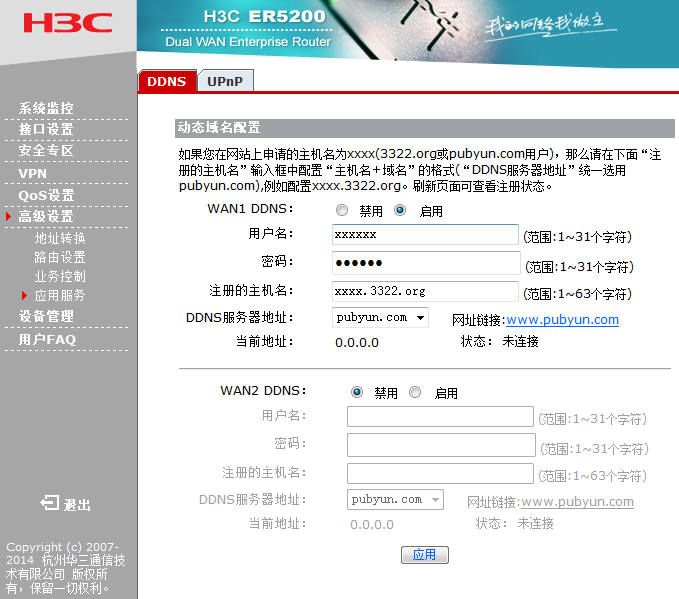 H3C
H3C ER5200
Dual WAN Enterprise Router
我的网络我做主
DDNS
UPnP
系统监控
接口设置
安全专区
VPN
QoS设置
高级设置
地址转换
路由设置
业务控制
应用服务
设备管理
用户FAQ
退出
Copyright (c) 2007-
2014 杭州华三通信技
术有限公司 版权所
有，保留一切权利。
动态域名配置
如果您在网站上申请的主机名为xxxx(3322.org或pubyun.com用户)，那么请在下面“注
册的主机名”输入框中配置“主机名+域名”的格式(“DDNS服务器地址”统一选用
pubyun.com),例如配置xxxx.3322.org。刷新页面可查看注册状态。
WAN1 DDNS: 禁用 启用
用户名: xxxxxx (范围:1~31个字符)
密码: ●●●●●● (范围:1~31个字符)
注册的主机名: xxxx.3322.org (范围:1~63个字符)
DDNS服务器地址: pubyun.com 网址链接:www.pubyun.com
当前地址: 0.0.0.0 状态: 未连接
WAN2 DDNS: 禁用 启用
用户名: (范围:1~31个字符)
密码: (范围:1~31个字符)
注册的主机名: (范围:1~63个字符)
DDNS服务器地址: pubyun.com 网址链接:www.pubyun.com
当前地址: 0.0.0.0 状态: 未连接
应用